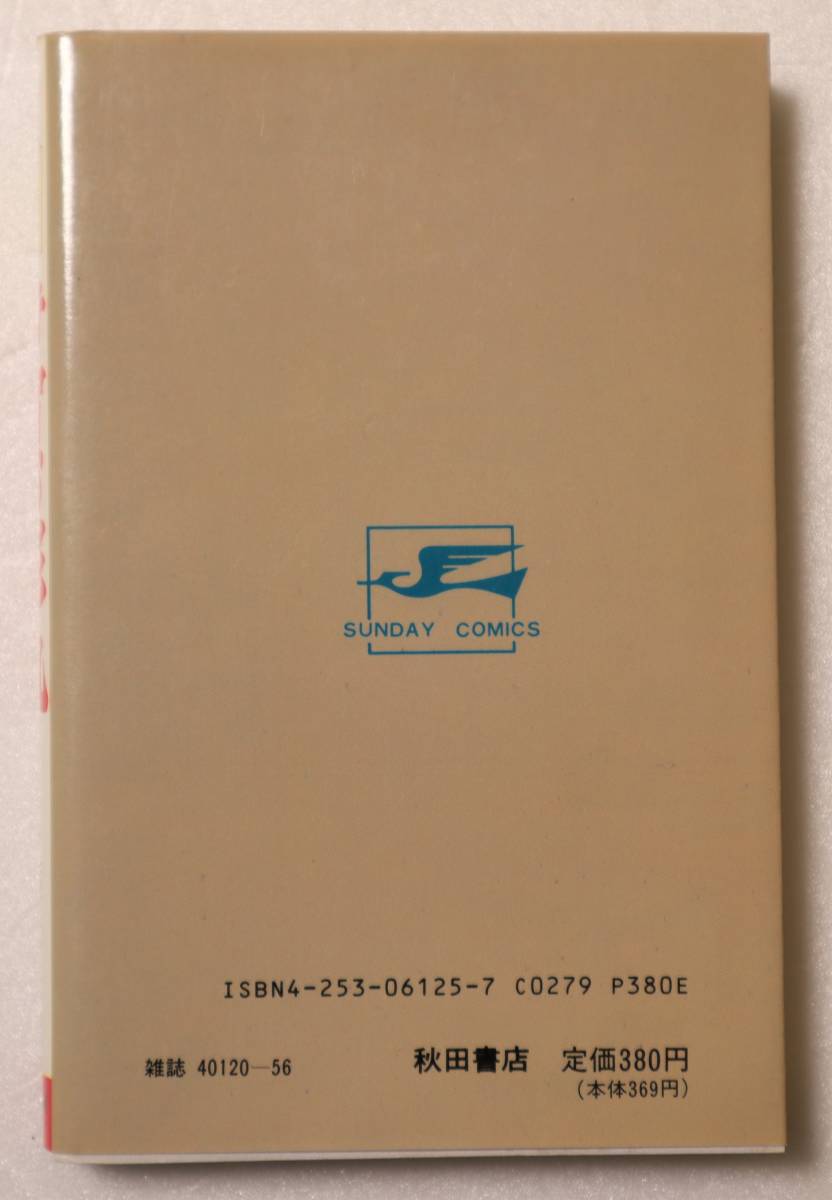 SUNDAY COMICS
ISBN4-253-06125-7 C0279 P380E
雑誌 40120—56
秋田書店 定価380円
(本体369円)